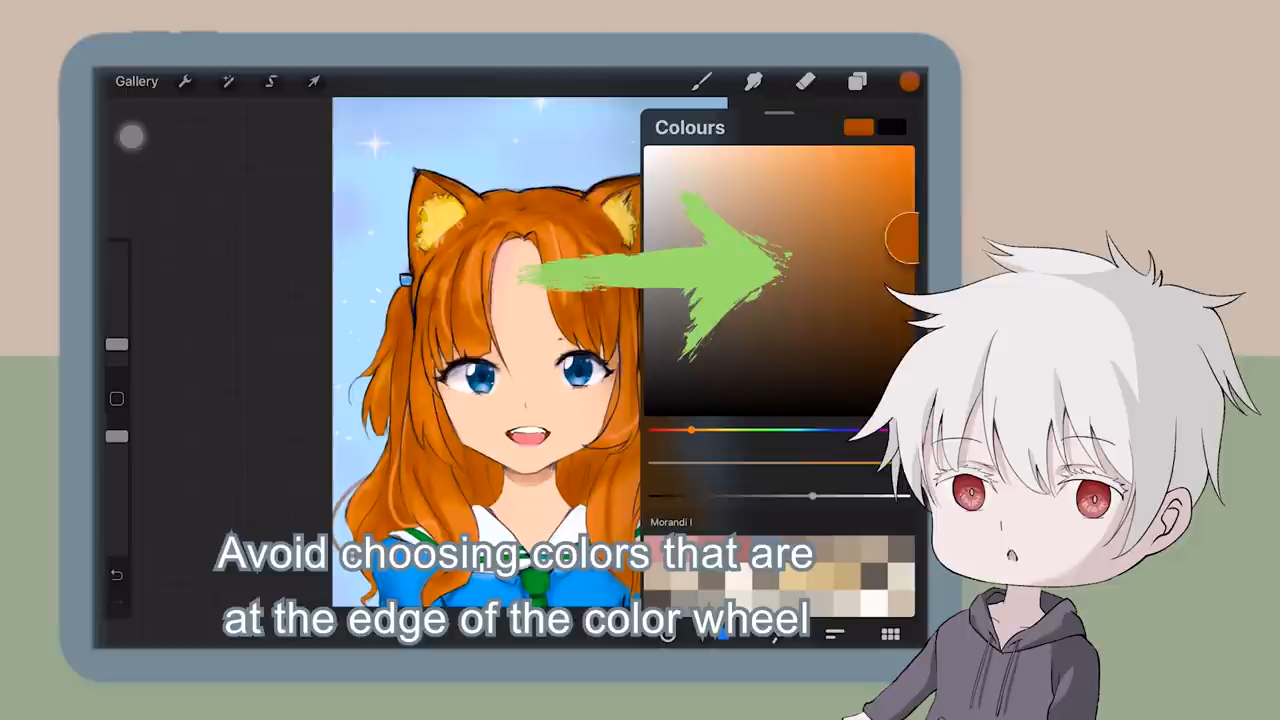 Gallery
Colours
Morandi I
Avoid choosing colors that are
at the edge of the color wheel